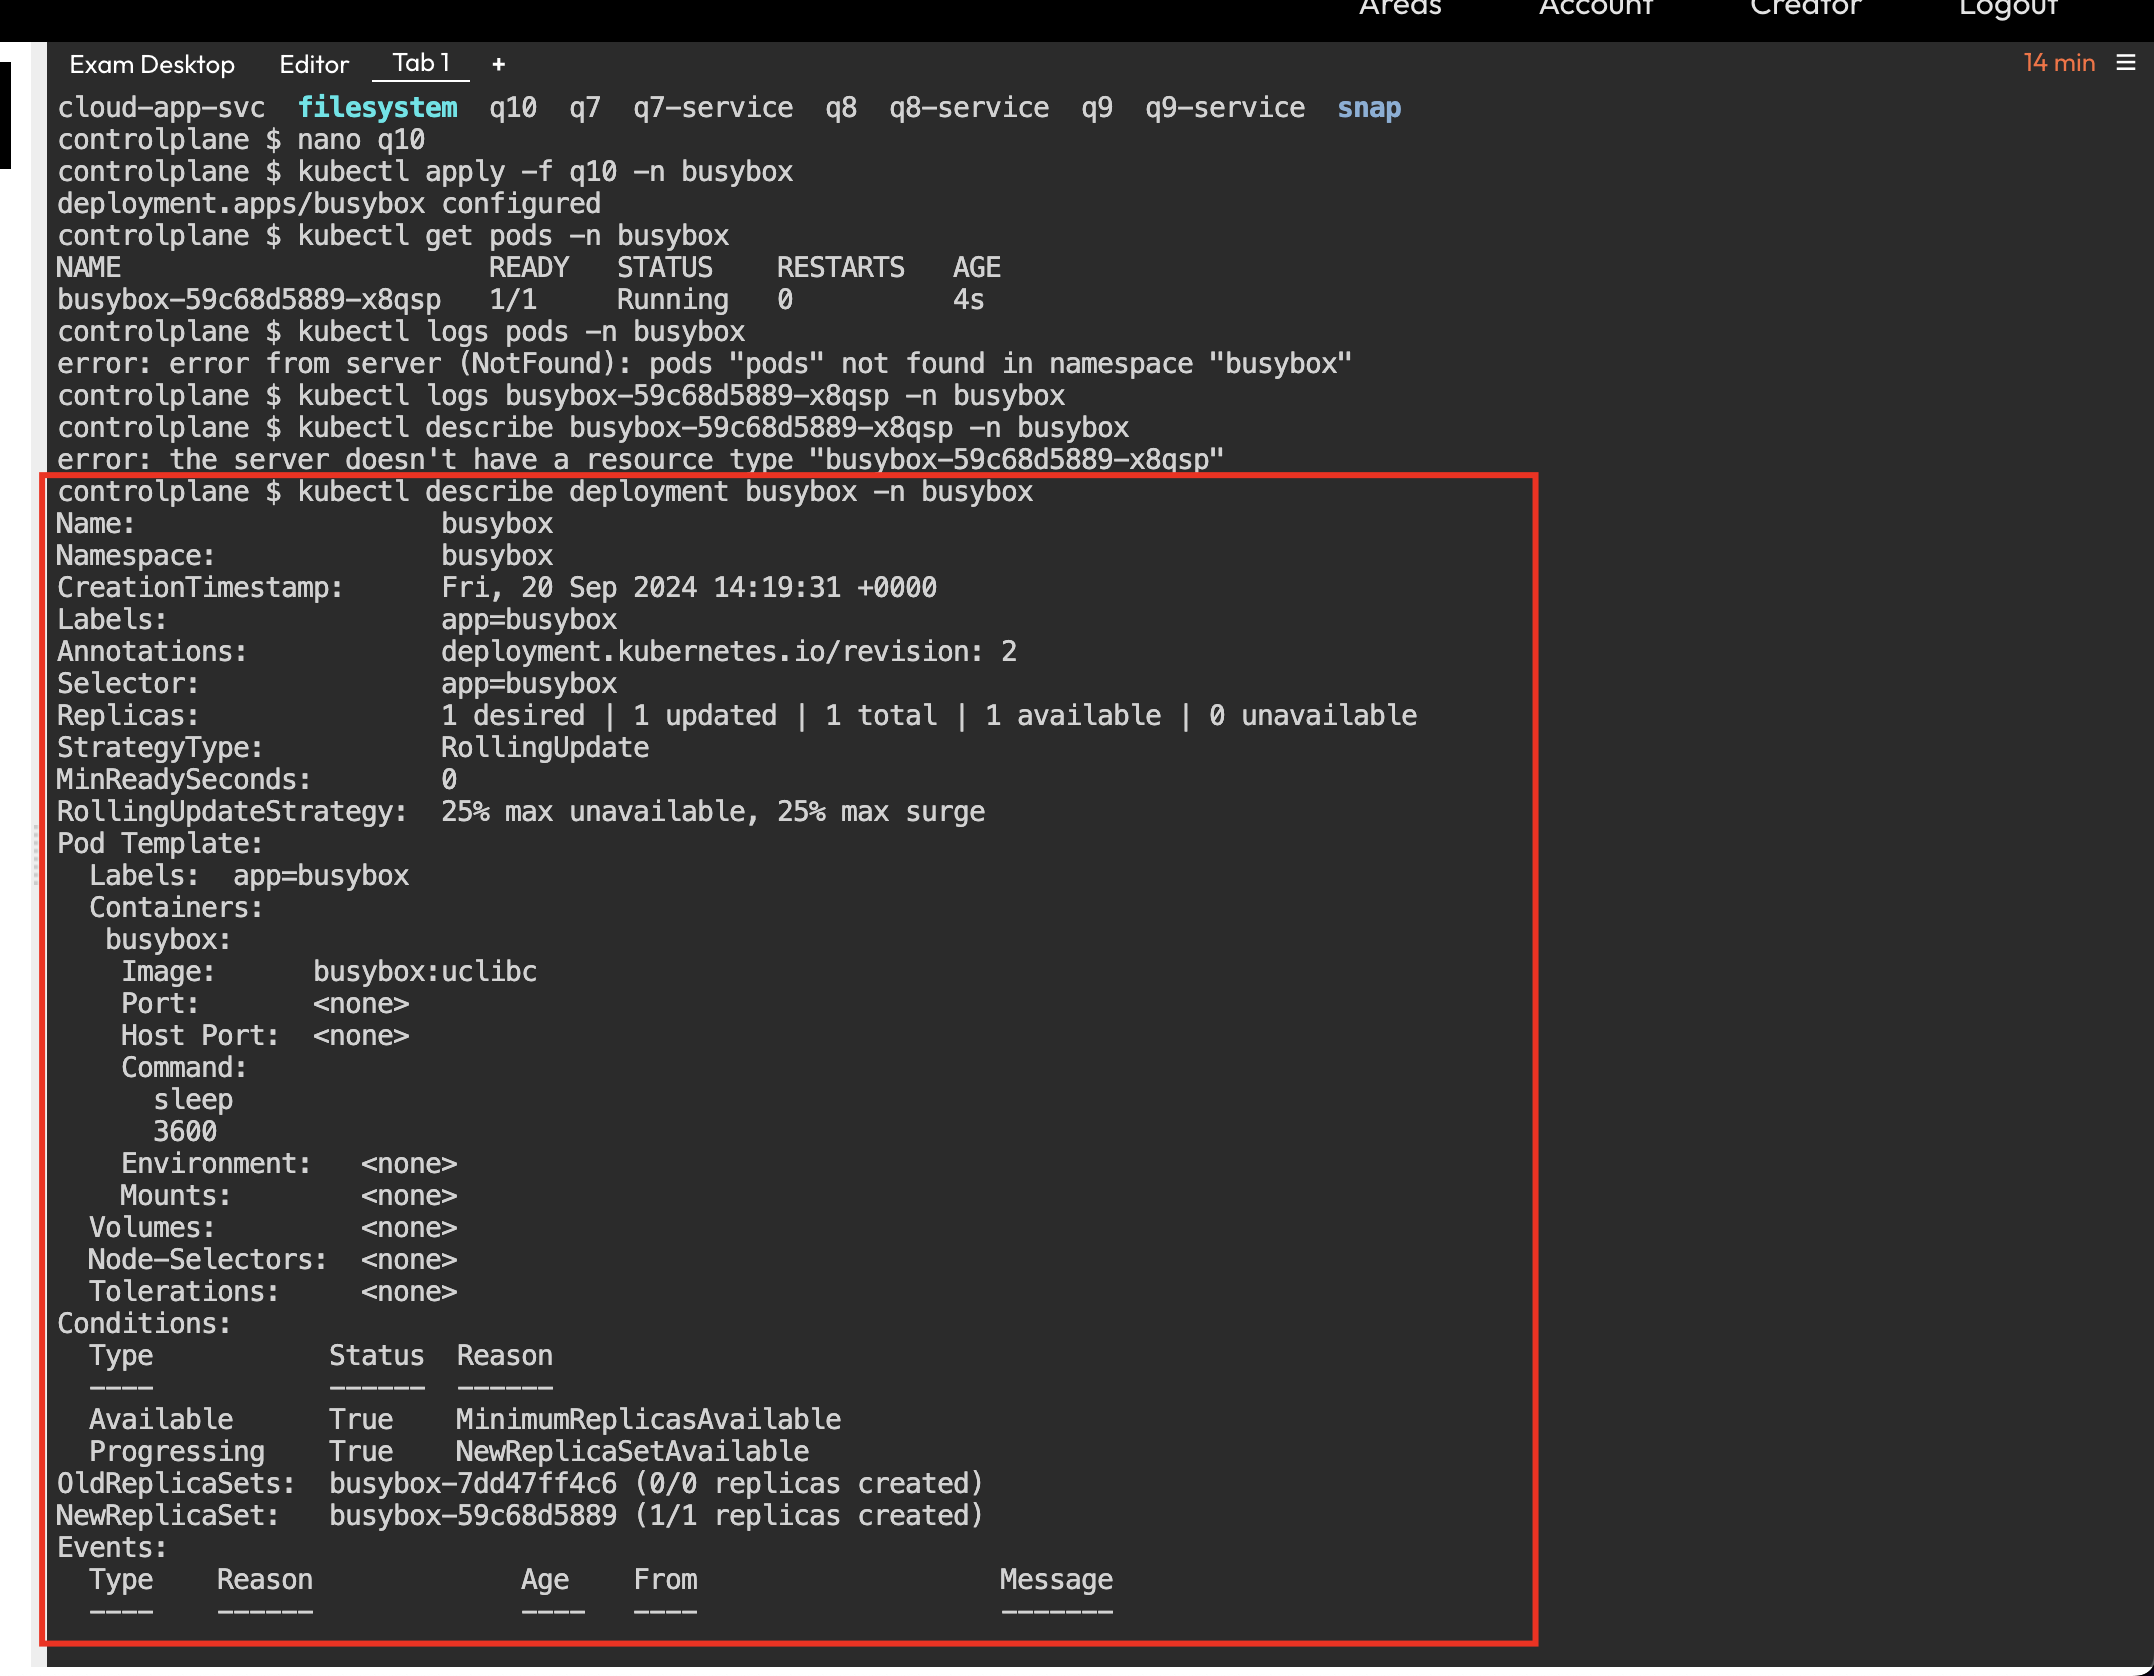 Areas Account Creator Logout
Exam Desktop Editor Tab 1 + 14 min
cloud-app-svc filesystem q10 q7 q7-service q8 q8-service q9 q9-service snap
controlplane $ nano q10
controlplane $ kubectl apply -f q10 -n busybox
deployment.apps/busybox configured
controlplane $ kubectl get pods -n busybox
NAME READY STATUS RESTARTS AGE
busybox-59c68d5889-x8qsp 1/1 Running 0 4s
controlplane $ kubectl logs pods -n busybox
error: error from server (NotFound): pods "pods" not found in namespace "busybox"
controlplane $ kubectl logs busybox-59c68d5889-x8qsp -n busybox
controlplane $ kubectl describe busybox-59c68d5889-x8qsp -n busybox
error: the server doesn't have a resource type "busybox-59c68d5889-x8qsp"
controlplane $ kubectl describe deployment busybox -n busybox
Name: busybox
Namespace: busybox
CreationTimestamp: Fri, 20 Sep 2024 14:19:31 +0000
Labels: app=busybox
Annotations: deployment.kubernetes.io/revision: 2
Selector: app=busybox
Replicas: 1 desired | 1 updated | 1 total | 1 available | 0 unavailable
StrategyType: RollingUpdate
MinReadySeconds: 0
RollingUpdateStrategy: 25% max unavailable, 25% max surge
Pod Template:
Labels: app=busybox
Containers:
busybox:
Image: busybox:uclibc
Port: <none>
Host Port: <none>
Command:
sleep
3600
Environment: <none>
Mounts: <none>
Volumes: <none>
Node-Selectors: <none>
Tolerations: <none>
Conditions:
Type Status Reason
---- ------ ------
Available True MinimumReplicasAvailable
Progressing True NewReplicaSetAvailable
OldReplicaSets: busybox-7dd47ff4c6 (0/0 replicas created)
NewReplicaSet: busybox-59c68d5889 (1/1 replicas created)
Events:
Type Reason Age From Message
---- ------ ---- ---- -------